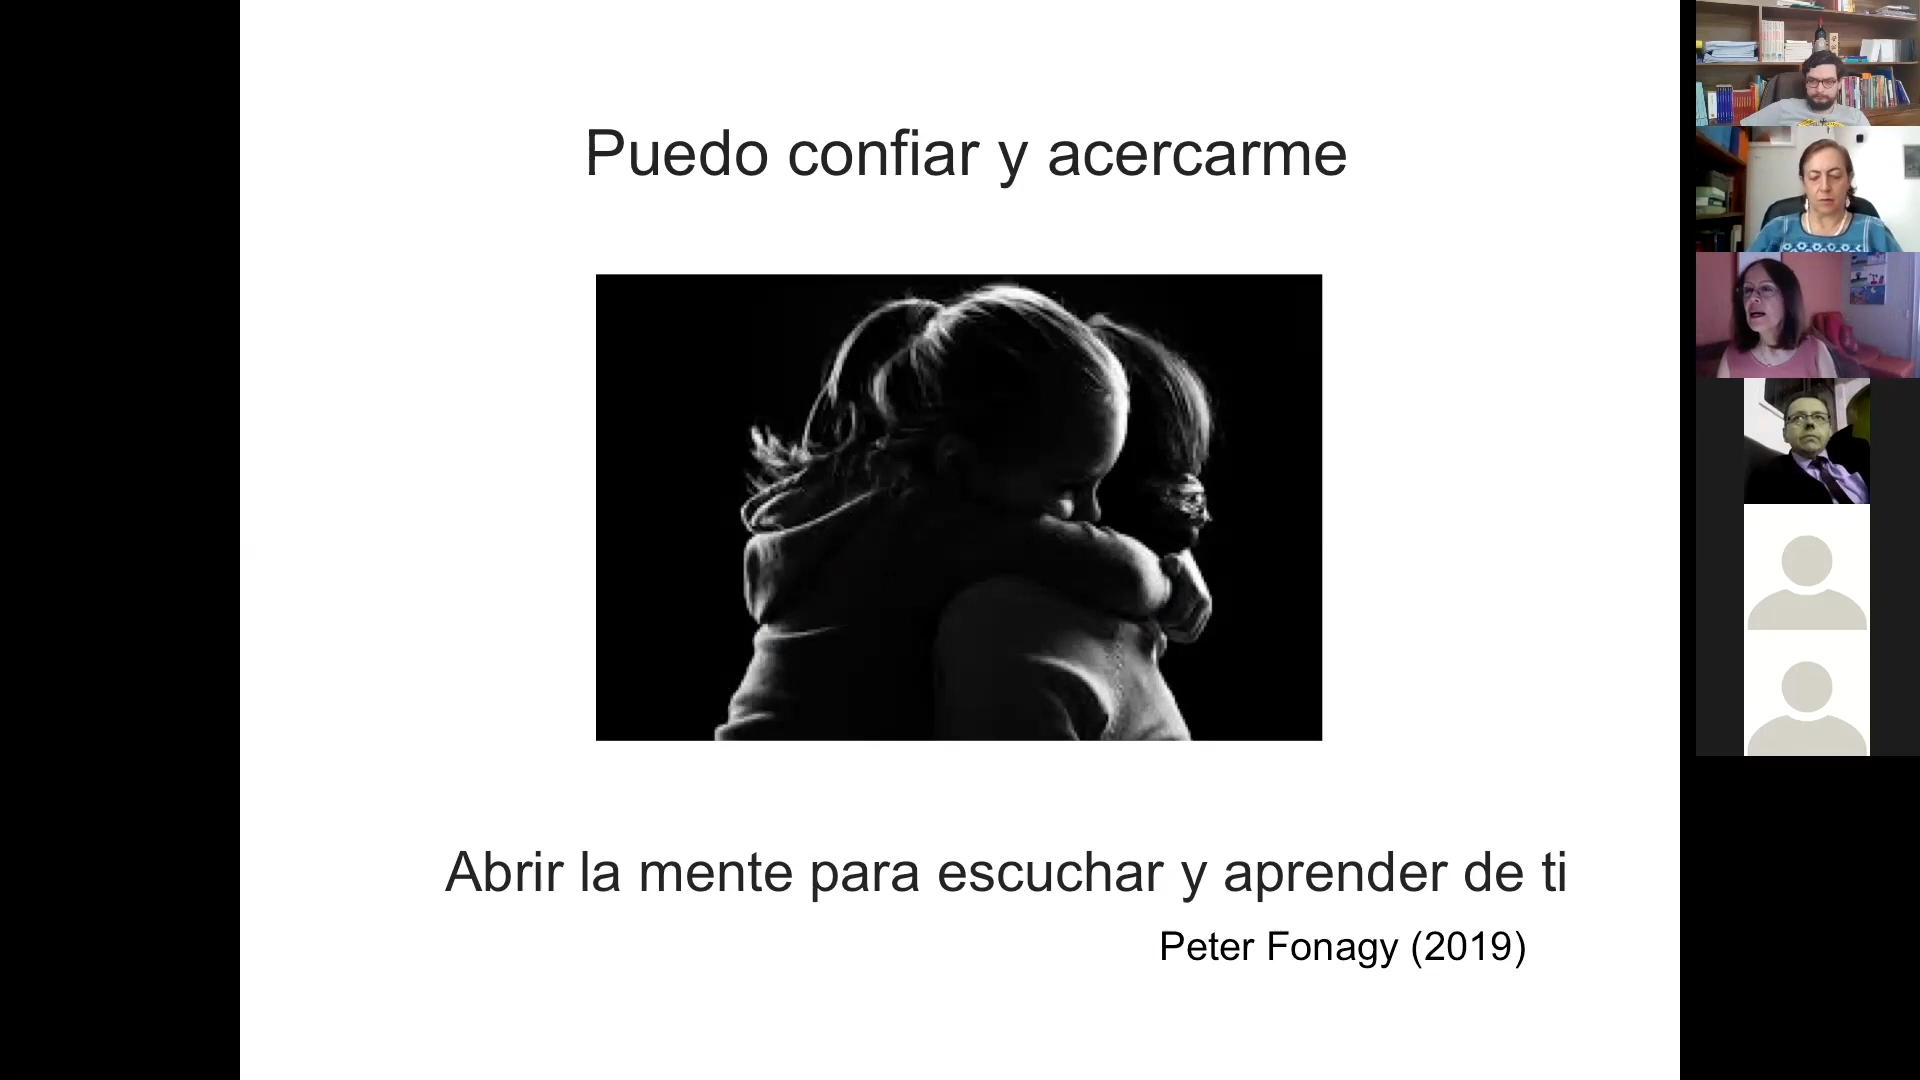 Puedo confiar y acercarme
Abrir la mente para escuchar y aprender de ti
Peter Fonagy (2019)